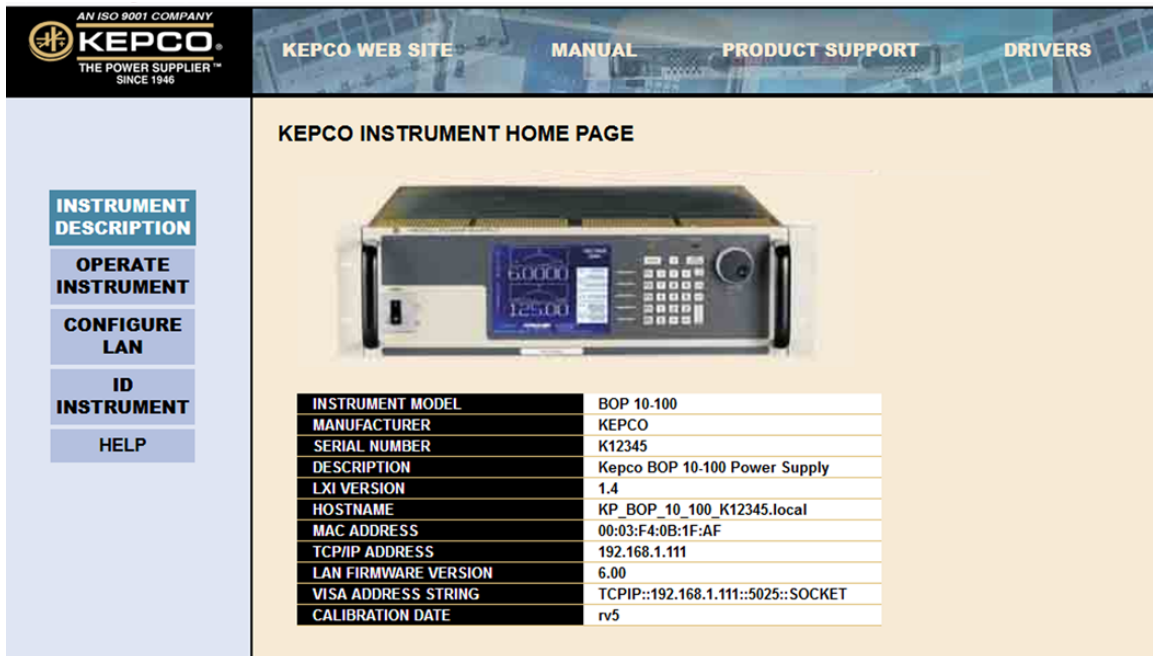 AN ISO 9001 COMPANY
KEPCO®
THE POWER SUPPLIER™
SINCE 1946
KEPCO WEB SITE MANUAL PRODUCT SUPPORT DRIVERS
KEPCO INSTRUMENT HOME PAGE
INSTRUMENT
DESCRIPTION
OPERATE
INSTRUMENT
CONFIGURE
LAN
ID
INSTRUMENT
HELP
6.0000
125.00
INSTRUMENT MODEL BOP 10-100
MANUFACTURER KEPCO
SERIAL NUMBER K12345
DESCRIPTION Kepco BOP 10-100 Power Supply
LXI VERSION 1.4
HOSTNAME KP_BOP_10_100_K12345.local
MAC ADDRESS 00:03:F4:0B:1F:AF
TCP/IP ADDRESS 192.168.1.111
LAN FIRMWARE VERSION 6.00
VISA ADDRESS STRING TCPIP::192.168.1.111::5025::SOCKET
CALIBRATION DATE rv5